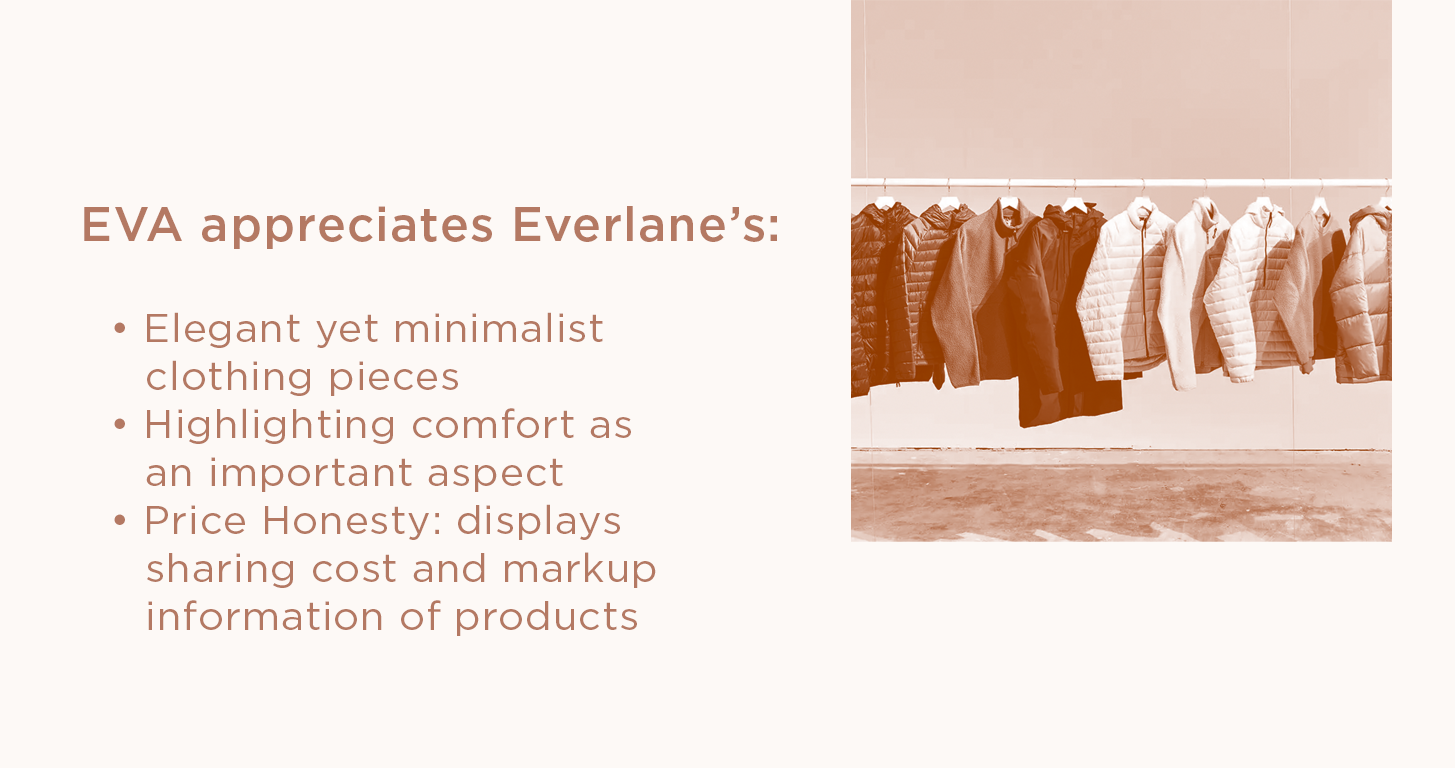 EVA appreciates Everlane’s:
• Elegant yet minimalist
clothing pieces
• Highlighting comfort as
an important aspect
• Price Honesty: displays
sharing cost and markup
information of products